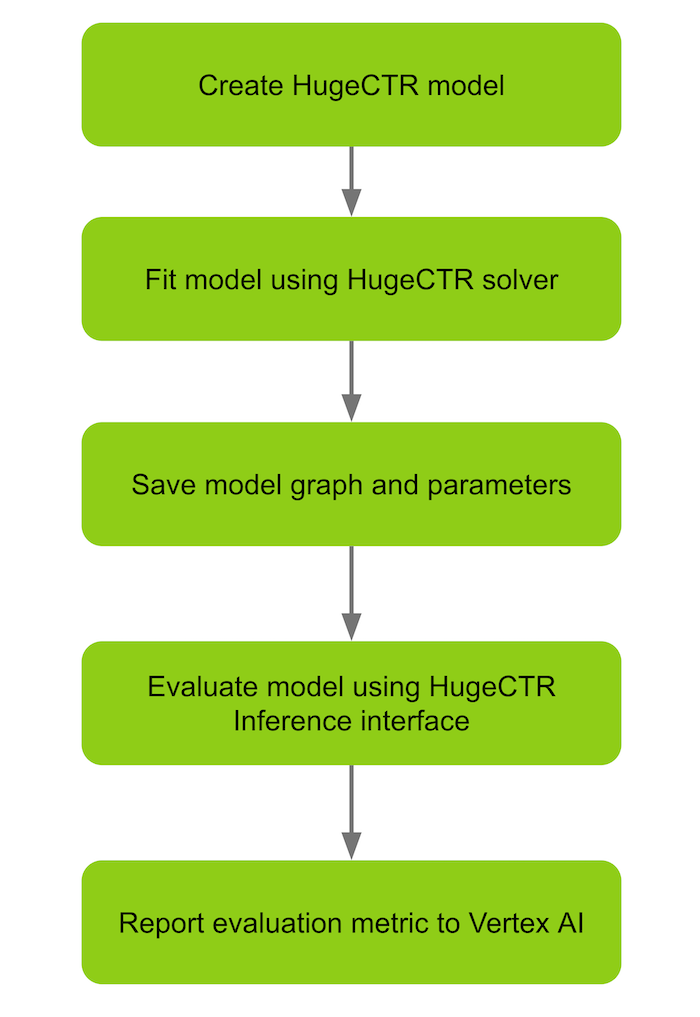 Create HugeCTR model
Fit model using HugeCTR solver
Save model graph and parameters
Evaluate model using HugeCTR
Inference interface
Report evaluation metric to Vertex AI